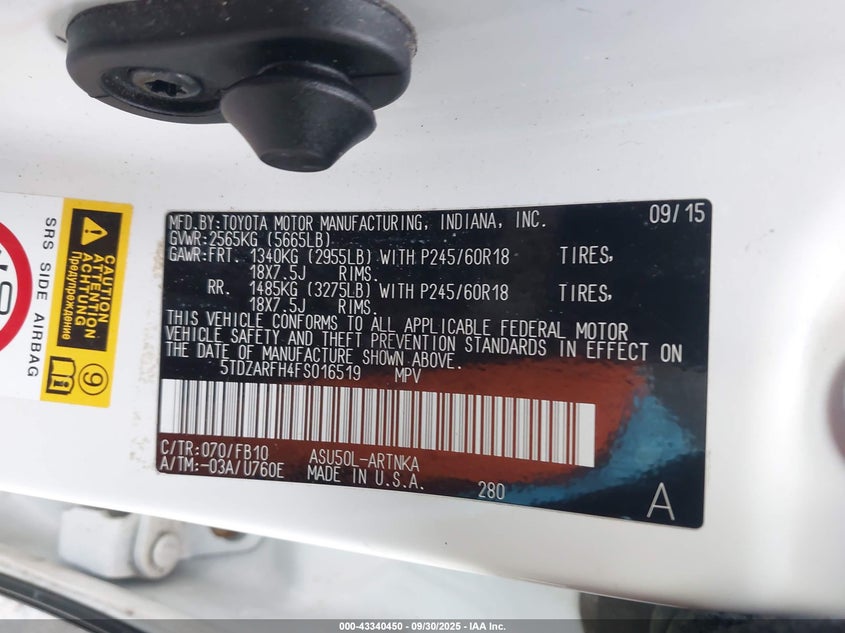 MFD.BY:TOYOTA MOTOR MANUFACTURING, INDIANA, INC. 09/15
GVWR:2565KG (5665LB)
GAWR:FRT. 1340KG (2955LB) WITH P245/60R18 TIRES,
18X7.5J RIMS.
RR. 1485KG (3275LB) WITH P245/60R18 TIRES,
18X7.5J RIMS.
THIS VEHICLE CONFORMS TO ALL APPLICABLE FEDERAL MOTOR
VEHICLE SAFETY AND THEFT PREVENTION STANDARDS IN EFFECT ON
THE DATE OF MANUFACTURE SHOWN ABOVE.
5TDZARFH4FS016519 MPV
C/TR:070/FB10 ASU50L-ARTNKA
A/TM:-03A/U760E MADE IN U.S.A. 280 A
CAUTION
ATTENTION
ACHTUNG
Предупреждение
9
SRS SIDE AIRBAG
000-43340450 - 09/30/2025 - IAA Inc.